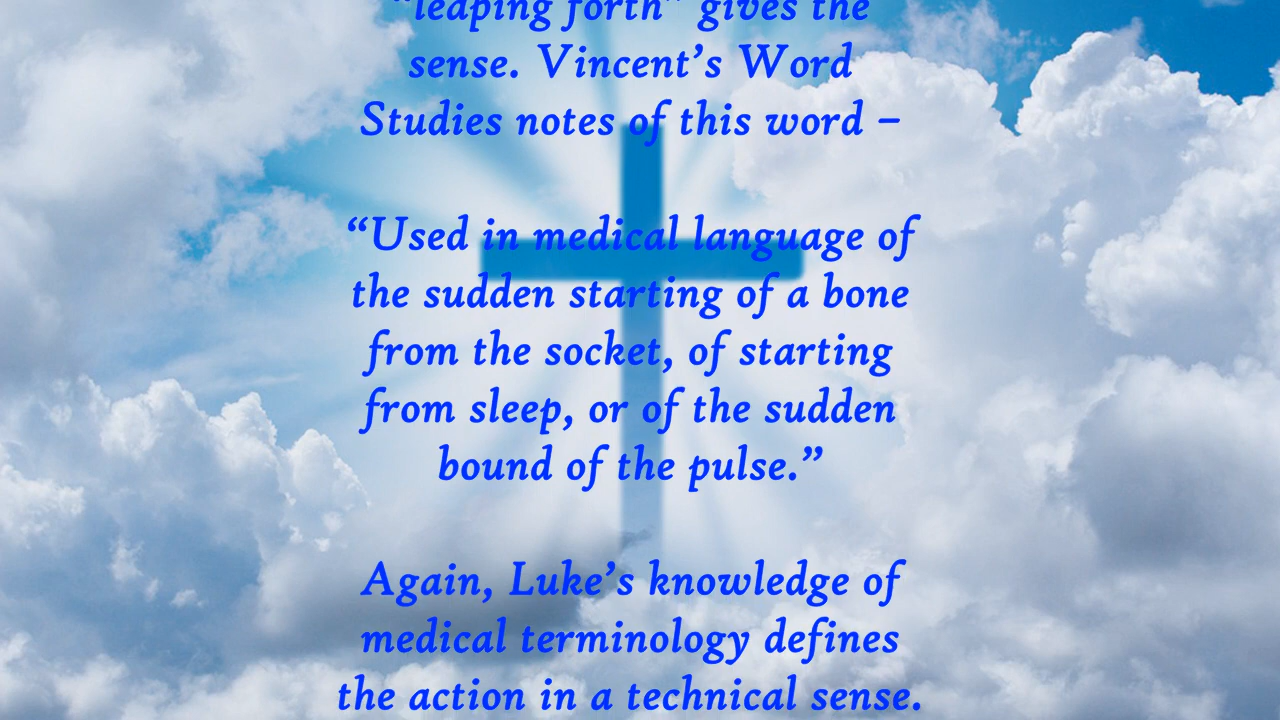 “leaping forth” gives the
sense. Vincent’s Word
Studies notes of this word –
“Used in medical language of
the sudden starting of a bone
from the socket, of starting
from sleep, or of the sudden
bound of the pulse.”
Again, Luke’s knowledge of
medical terminology defines
the action in a technical sense.